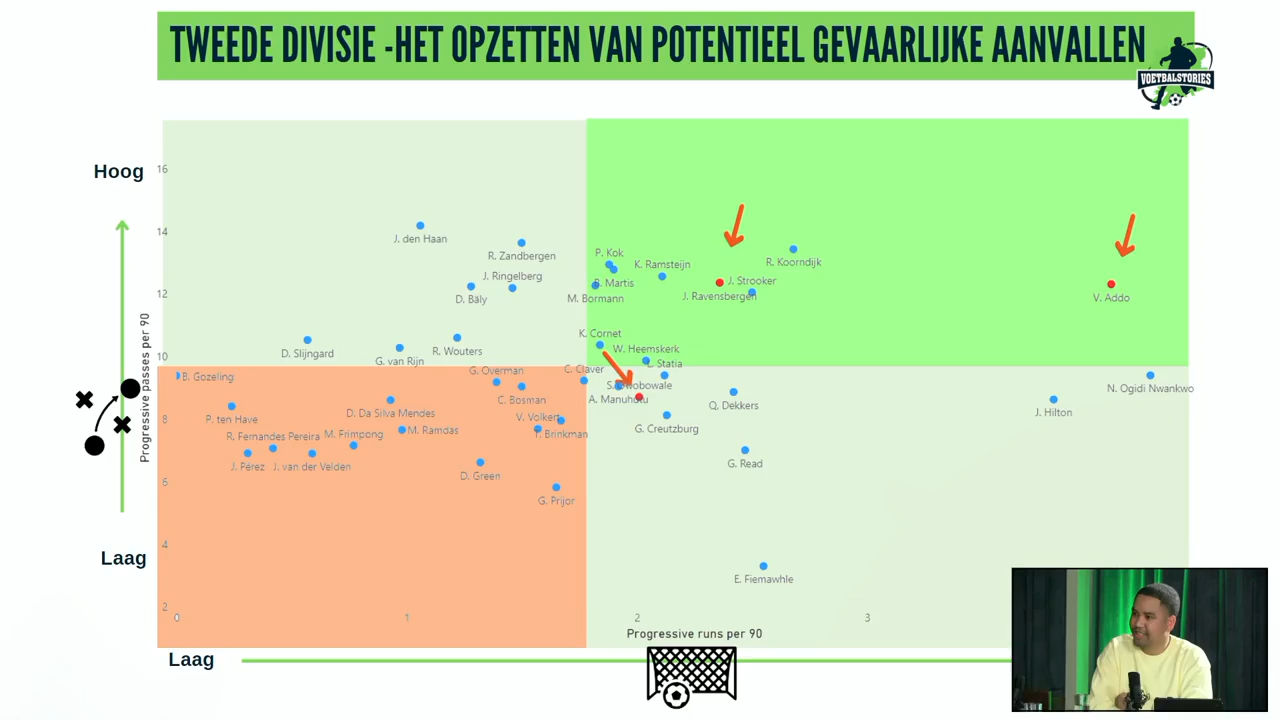 TWEEDE DIVISIE -HET OPZETTEN VAN POTENTIEEL GEVAARLIJKE AANVALLEN
VOETBALSTORIES
Hoog
16
14
J. den Haan
R. Zandbergen
P. Kok
K. Ramsteijn
R. Koorndijk
J. Ringelberg
B. Martis
J. Strooker
12
D. Bäly
M. Bormann
J. Ravensbergen
V. Addo
K. Cornet
D. Slijngard
G. van Rijn
R. Wouters
W. Heemskerk
10
L. Statia
B. Gozeling
G. Overman
C. Claver
N. Ogidi Nwankwo
C. Bosman
A. Manuhutu
Q. Dekkers
J. Hilton
8
P. ten Have
D. Da Silva Mendes
V. Volkert
G. Creutzburg
R. Fernandes Pereira
M. Frimpong
M. Ramdas
T. Brinkman
J. Pérez
J. van der Velden
G. Read
6
D. Green
G. Prijor
4
E. Fiemawhle
2
0
1
2
3
Progressive passes per 90
Progressive runs per 90
Laag
Laag